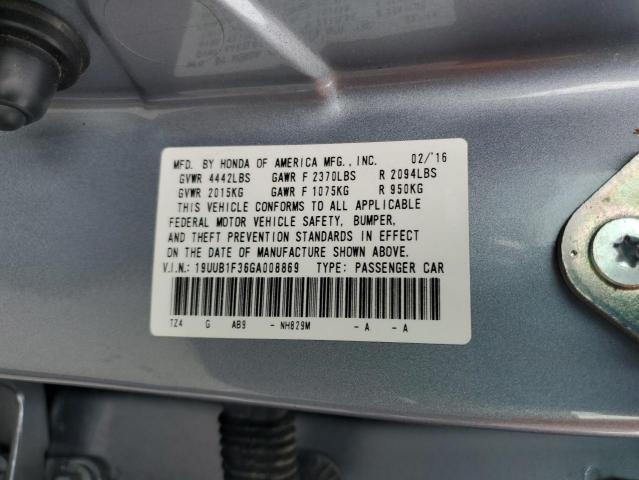 MFD. BY HONDA OF AMERICA MFG., INC. 02/'16
GVWR 4442LBS GAWR F 2370LBS R 2094LBS
GVWR 2015KG GAWR F 1075KG R 950KG
THIS VEHICLE CONFORMS TO ALL APPLICABLE
FEDERAL MOTOR VEHICLE SAFETY, BUMPER,
AND THEFT PREVENTION STANDARDS IN EFFECT
ON THE DATE OF MANUFACTURE SHOWN ABOVE.
V.I.N.: 19UUB1F36GA008869 TYPE: PASSENGER CAR
TZ4 G AB9 - NH829M - A - A